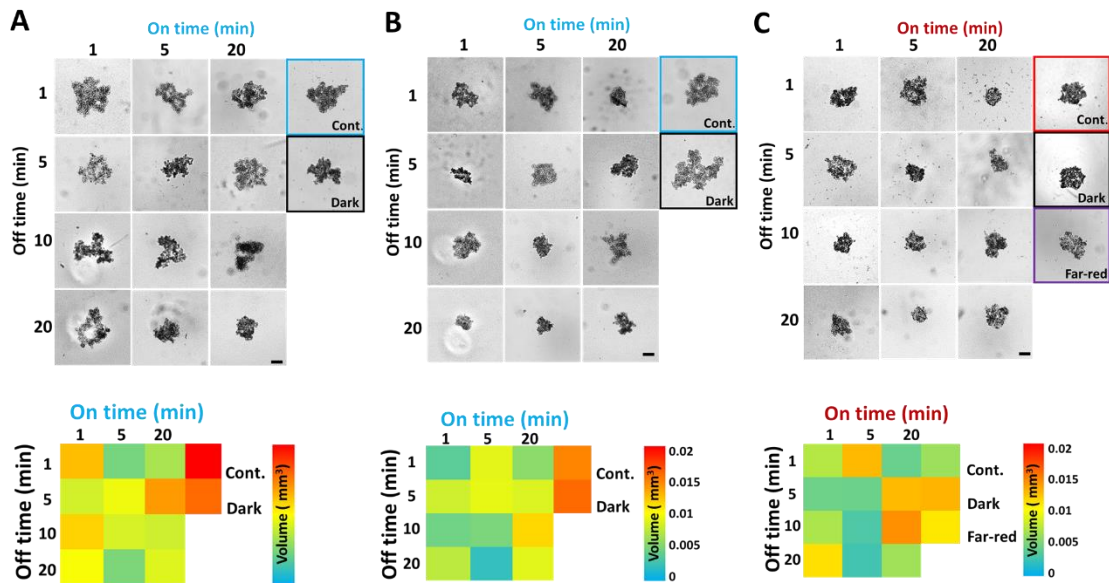 A
On time (min)
1 5 20
Off time (min)
1
5
10
20
Cont.
Dark
B
On time (min)
1 5 20
Off time (min)
1
5
10
20
Cont.
Dark
C
On time (min)
1 5 20
Off time (min)
1
5
10
20
Cont.
Dark
Far-red
On time (min)
1 5 20
Off time (min)
1
5
10
20
Cont.
Dark
Volume ( mm³)
On time (min)
1 5 20
Off time (min)
1
5
10
20
Cont.
Dark
Volume ( mm³)
0.02
0.01
0.005
0
On time (min)
1 5 20
Off time (min)
1
5
10
20
Cont.
Dark
Far-red
Volume ( mm³)
0.02
0.01
0.005
0